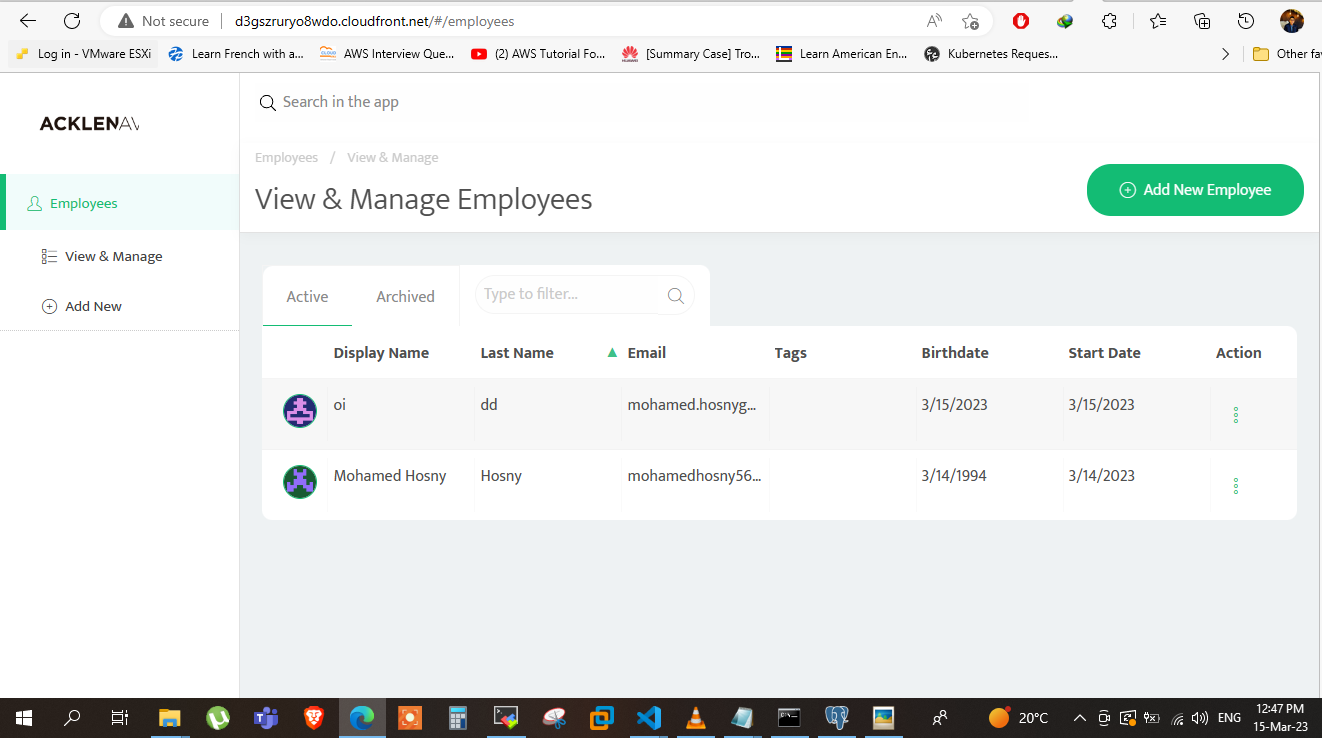 Not secure d3gszruryo8wdo.cloudfront.net/#/employees
Log in - VMware ESXi Learn French with a... AWS Interview Que... (2) AWS Tutorial Fo... [Summary Case] Tro... Learn American En... Kubernetes Reques... Other fa
ACKLENAV
Search in the app
Employees / View & Manage
View & Manage Employees
Add New Employee
Employees
View & Manage
Add New
Active Archived Type to filter...
Display Name Last Name Email Tags Birthdate Start Date Action
oi dd mohamed.hosnyg... 3/15/2023 3/15/2023
Mohamed Hosny Hosny mohamedhosny56... 3/14/1994 3/14/2023
20°C ENG 12:47 PM
15-Mar-23